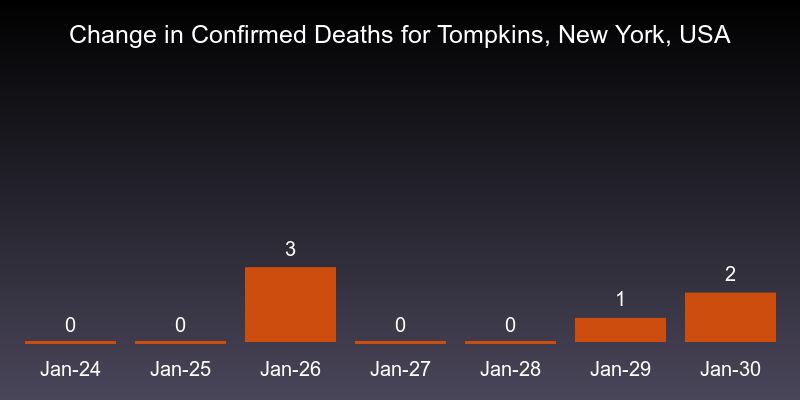 Change in Confirmed Deaths for Tompkins, New York, USA
0 0 3 0 0 1 2
Jan-24 Jan-25 Jan-26 Jan-27 Jan-28 Jan-29 Jan-30